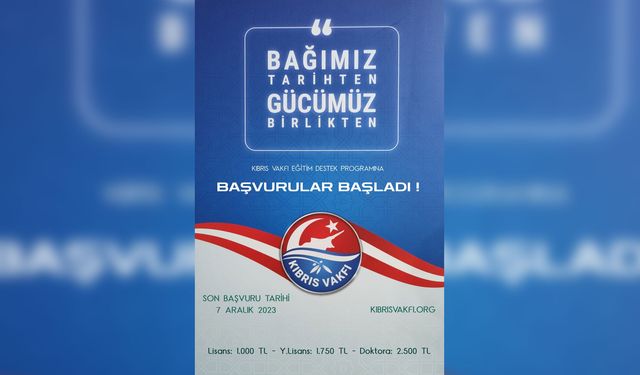 “
BAĞIMIZ
TARİHTEN
GÜCÜMÜZ
BİRLİKTEN
KIBRIS VAKFI EĞİTİM DESTEK PROGRAMINA
BAŞVURULAR BAŞLADI !
KIBRIS VAKFI
SON BAŞVURU TARİHİ
7 ARALIK 2023
KIBRISVAKFI.ORG
Lisans: 1.000 TL - Y.Lisans: 1.750 TL - Doktora: 2.500 TL